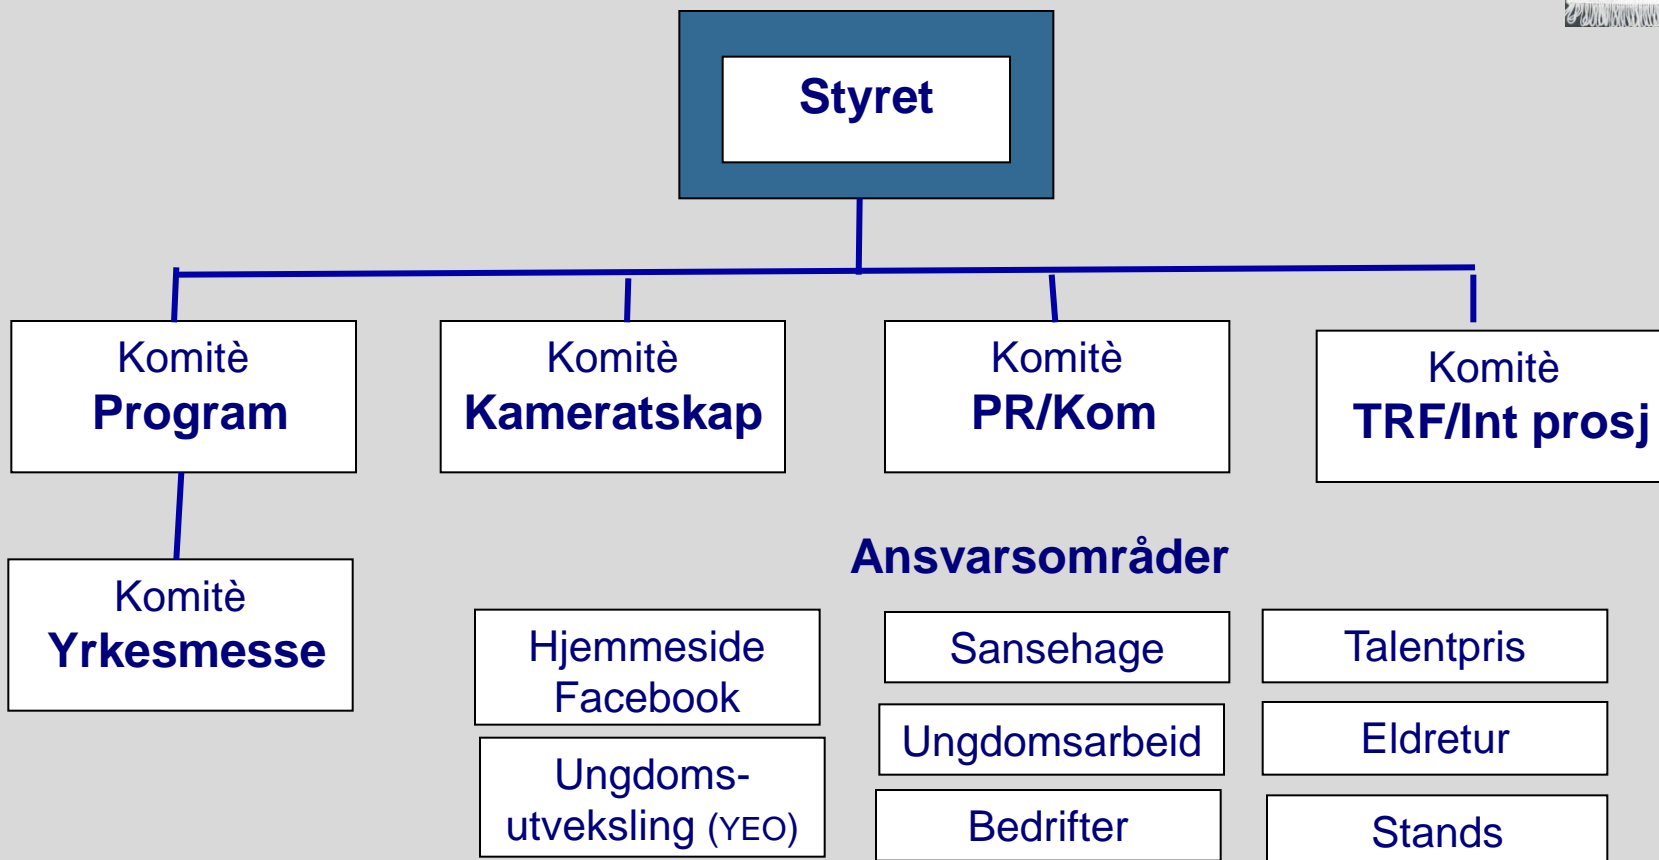 Styret
Komitè
Program
Komitè
Kameratskap
Komitè
PR/Kom
Komitè
TRF/Int prosj
Komitè
Yrkesmesse
Ansvarsområder
Hjemmeside
Facebook
Sansehage
Talentpris
Ungdoms-
utveksling (YEO)
Ungdomsarbeid
Eldretur
Bedrifter
Stands